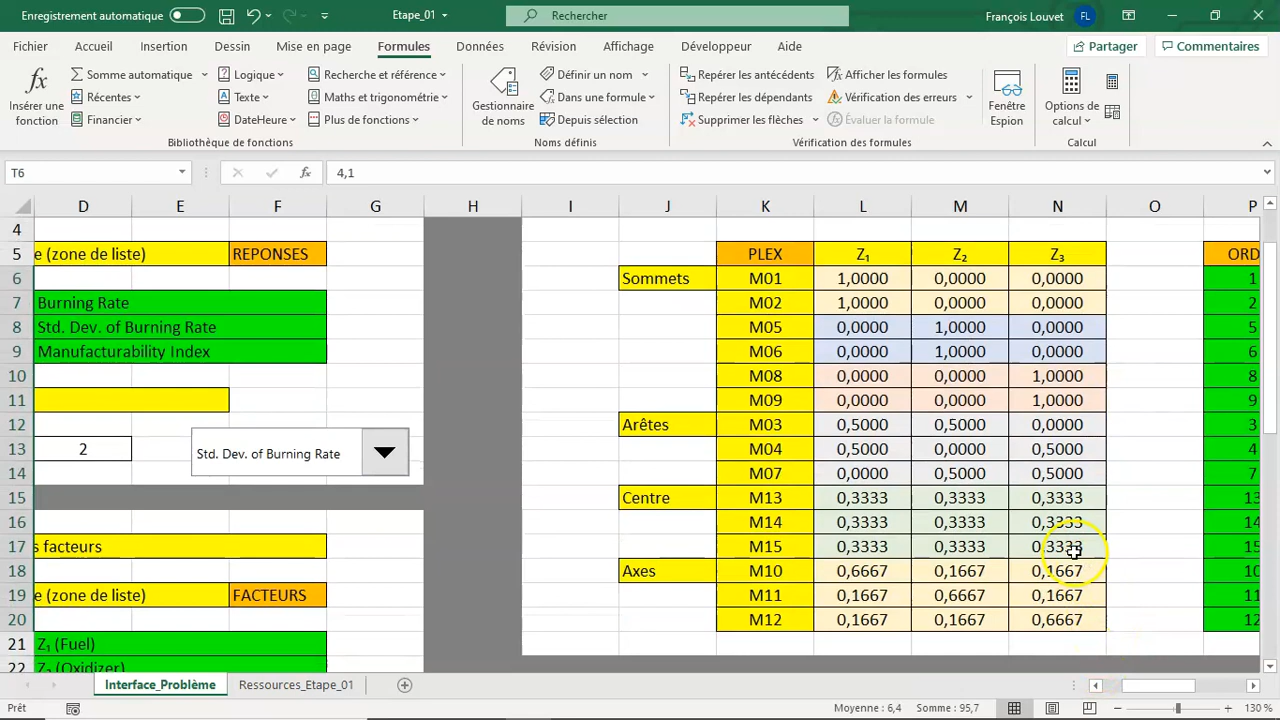 Enregistrement automatique Etape_01 Rechercher François Louvet FL
Fichier Accueil Insertion Dessin Mise en page Formules Données Révision Affichage Développeur Aide Partager Commentaires
fx Insérer une fonction
Somme automatique
Récentes
Financier
Logique
Texte
DateHeure
Recherche et référence
Maths et trigonométrie
Plus de fonctions
Bibliothèque de fonctions
Gestionnaire de noms
Définir un nom
Dans une formule
Depuis sélection
Noms définis
Repérer les antécédents
Repérer les dépendants
Supprimer les flèches
Afficher les formules
Vérification des erreurs
Évaluer la formule
Vérification des formules
Fenêtre Espion
Options de calcul
Calcul
T6 fx 4,1
D E F G H I J K L M N O P
4
5 e (zone de liste) REPONSES PLEX Z₁ Z₂ Z₃ ORD
6 Sommets M01 1,0000 0,0000 0,0000 1
7 Burning Rate M02 1,0000 0,0000 0,0000 2
8 Std. Dev. of Burning Rate M05 0,0000 1,0000 0,0000 5
9 Manufacturability Index M06 0,0000 1,0000 0,0000 6
10 M08 0,0000 0,0000 1,0000 8
11 M09 0,0000 0,0000 1,0000 9
12 Arêtes M03 0,5000 0,5000 0,0000 3
13 2 Std. Dev. of Burning Rate M04 0,5000 0,0000 0,5000 4
14 M07 0,0000 0,5000 0,5000 7
15 Centre M13 0,3333 0,3333 0,3333 13
16 M14 0,3333 0,3333 0,3333 14
17 s facteurs M15 0,3333 0,3333 0,3333 15
18 Axes M10 0,6667 0,1667 0,1667 10
19 e (zone de liste) FACTEURS M11 0,1667 0,6667 0,1667 11
20 M12 0,1667 0,1667 0,6667 12
21 Z₁ (Fuel)
22 Z₂ (Oxidizer)
Interface_Problème Ressources_Etape_01
Prêt Moyenne : 6,4 Somme : 95,7 130 %